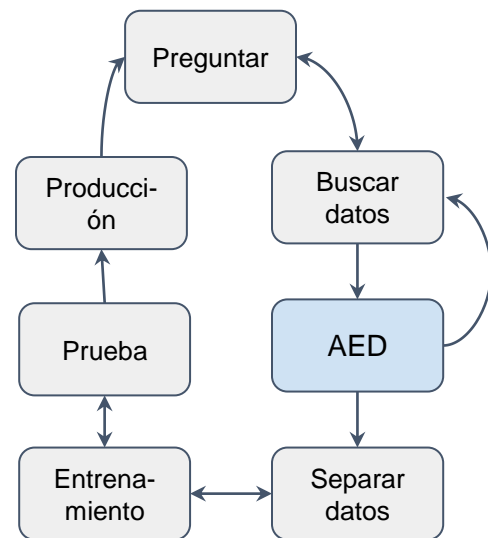 Preguntar
Buscar
datos
AED
Separar
datos
Entrena-
miento
Prueba
Producci-
ón